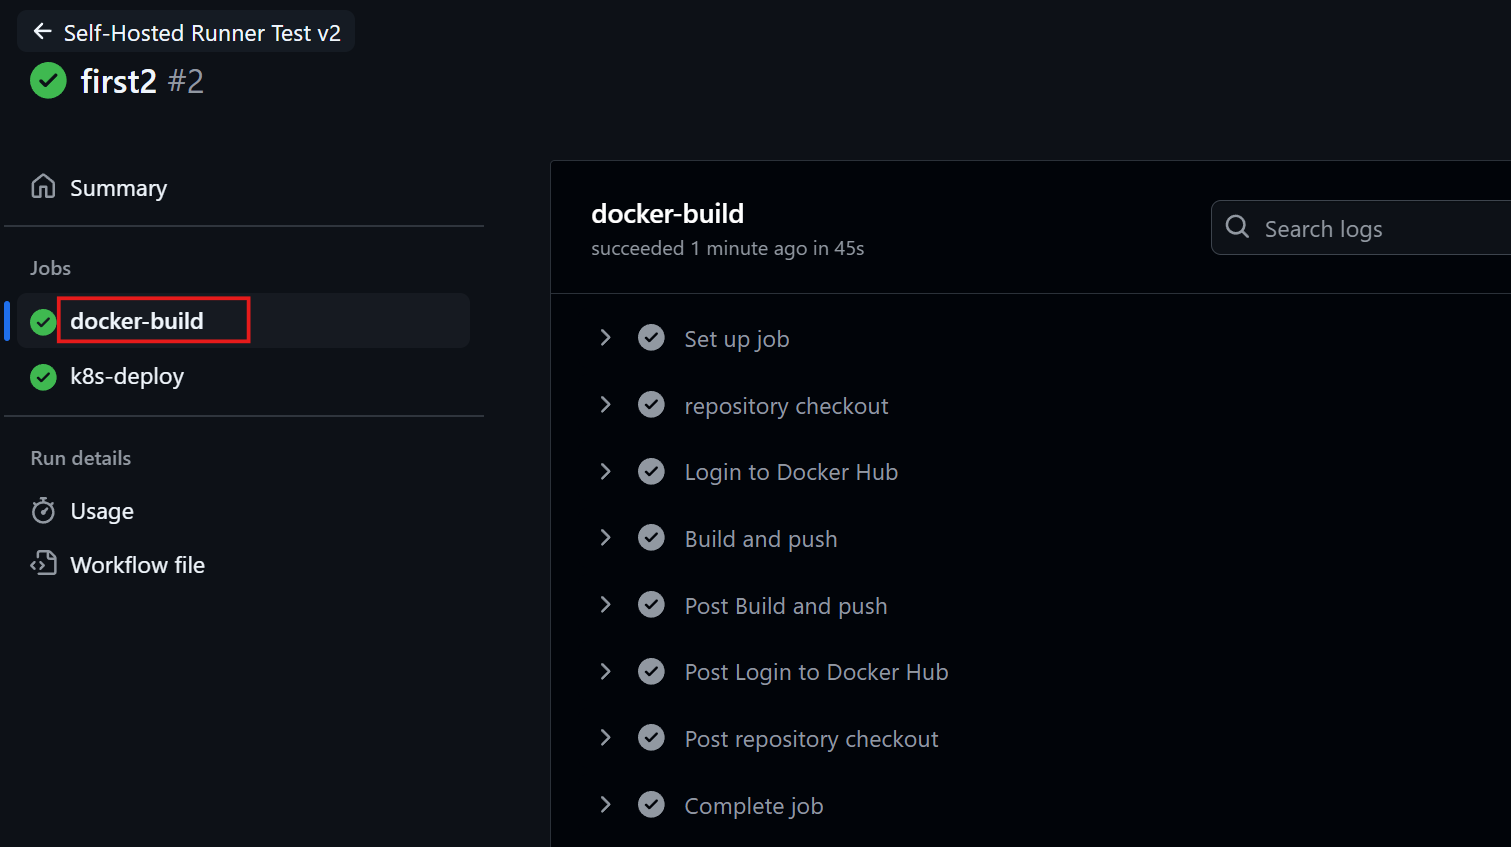 Self-Hosted Runner Test v2
first2 #2
Summary
Jobs
docker-build
k8s-deploy
Run details
Usage
Workflow file
docker-build
succeeded 1 minute ago in 45s
Search logs
Set up job
repository checkout
Login to Docker Hub
Build and push
Post Build and push
Post Login to Docker Hub
Post repository checkout
Complete job